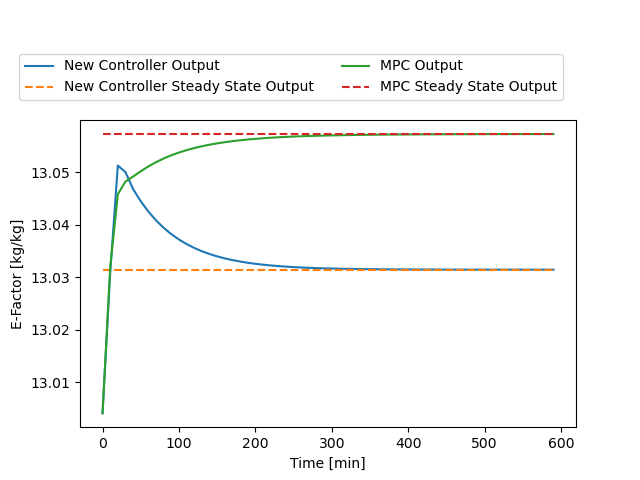 New Controller Output
New Controller Steady State Output
MPC Output
MPC Steady State Output
13.05
13.04
13.03
13.02
13.01
E-Factor [kg/kg]
0 100 200 300 400 500 600
Time [min]